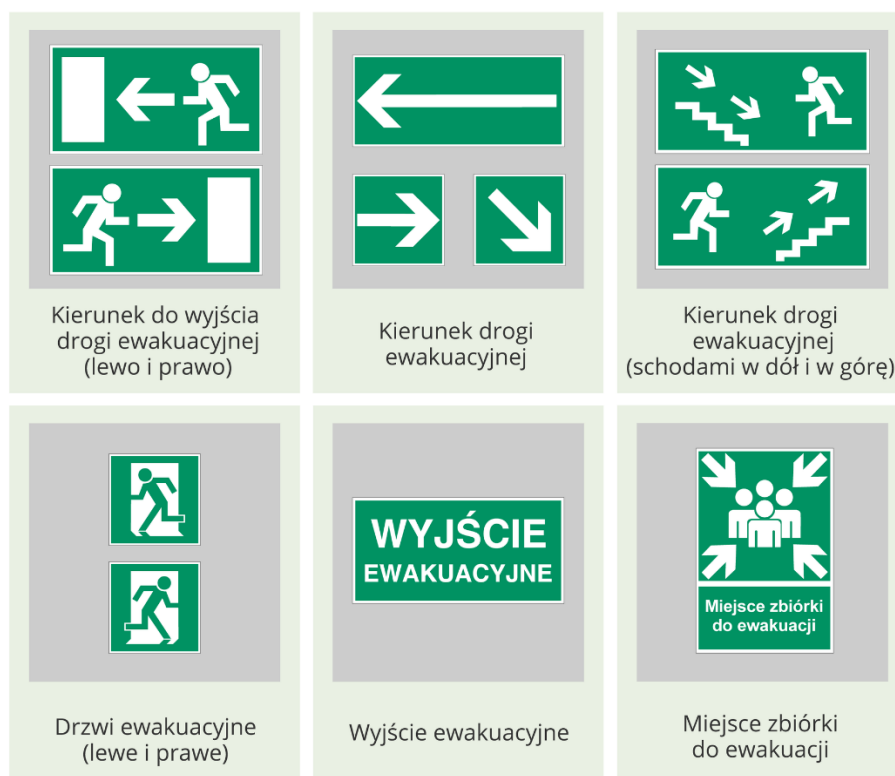 Kierunek do wyjścia
drogi ewakuacyjnej
(lewo i prawo)
Kierunek drogi
ewakuacyjnej
Kierunek drogi
ewakuacyjnej
(schodami w dół i w górę)
Drzwi ewakuacyjne
(lewe i prawe)
WYJŚCIE
EWAKUACYJNE
Wyjście ewakuacyjne
Miejsce zbiórki
do ewakuacji
Miejsce zbiórki
do ewakuacji